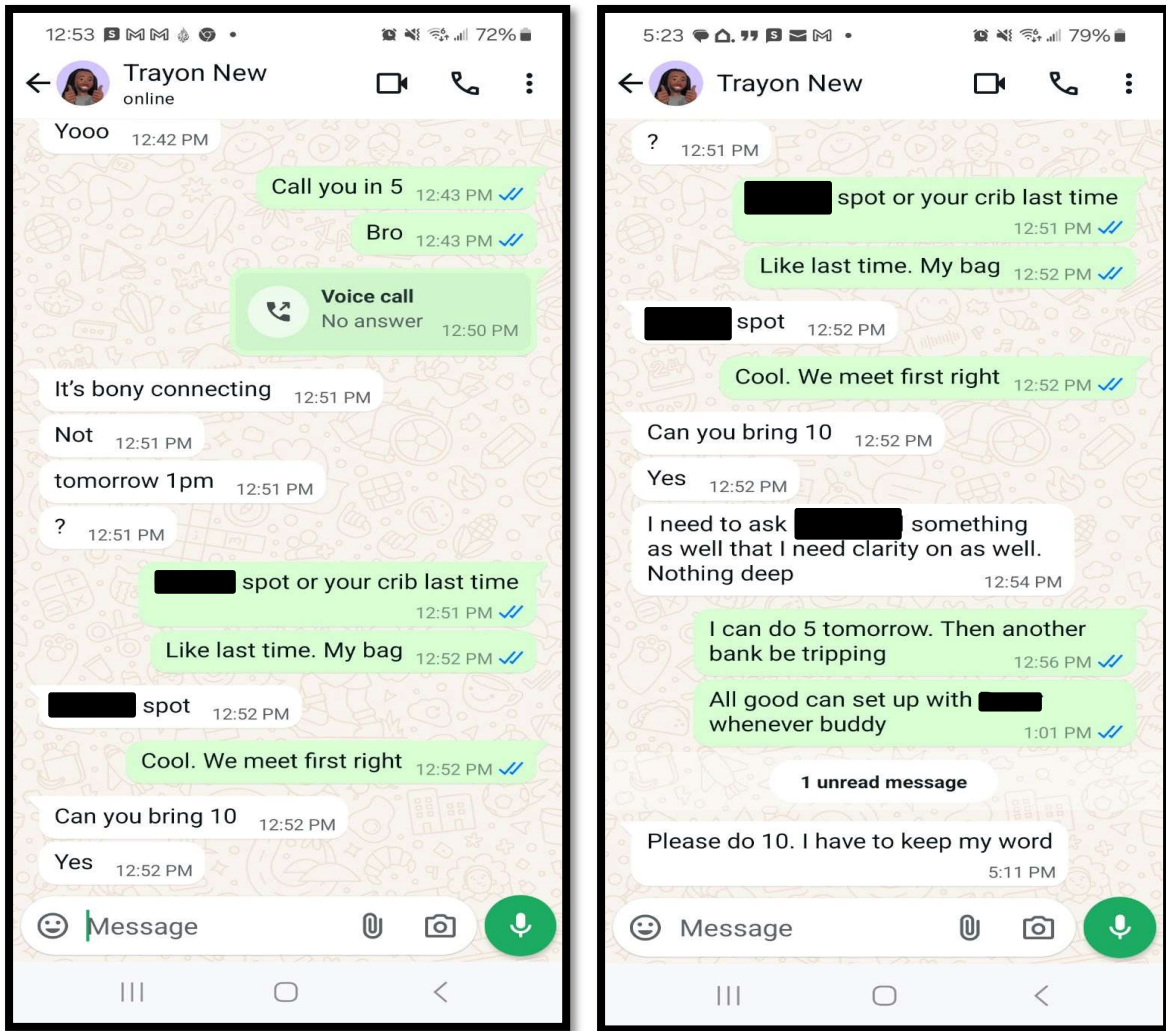 12:53
72%
Trayon New
online
Yooo 12:42 PM
Call you in 5 12:43 PM
Bro 12:43 PM
Voice call
No answer 12:50 PM
It's bony connecting 12:51 PM
Not 12:51 PM
tomorrow 1pm 12:51 PM
? 12:51 PM
spot or your crib last time
12:51 PM
Like last time. My bag 12:52 PM
spot 12:52 PM
Cool. We meet first right 12:52 PM
Can you bring 10 12:52 PM
Yes 12:52 PM
Message
5:23
79%
Trayon New
? 12:51 PM
spot or your crib last time
12:51 PM
Like last time. My bag 12:52 PM
spot 12:52 PM
Cool. We meet first right 12:52 PM
Can you bring 10 12:52 PM
Yes 12:52 PM
I need to ask something
as well that I need clarity on as well.
Nothing deep 12:54 PM
I can do 5 tomorrow. Then another
bank be tripping 12:56 PM
All good can set up with
whenever buddy 1:01 PM
1 unread message
Please do 10. I have to keep my word
5:11 PM
Message